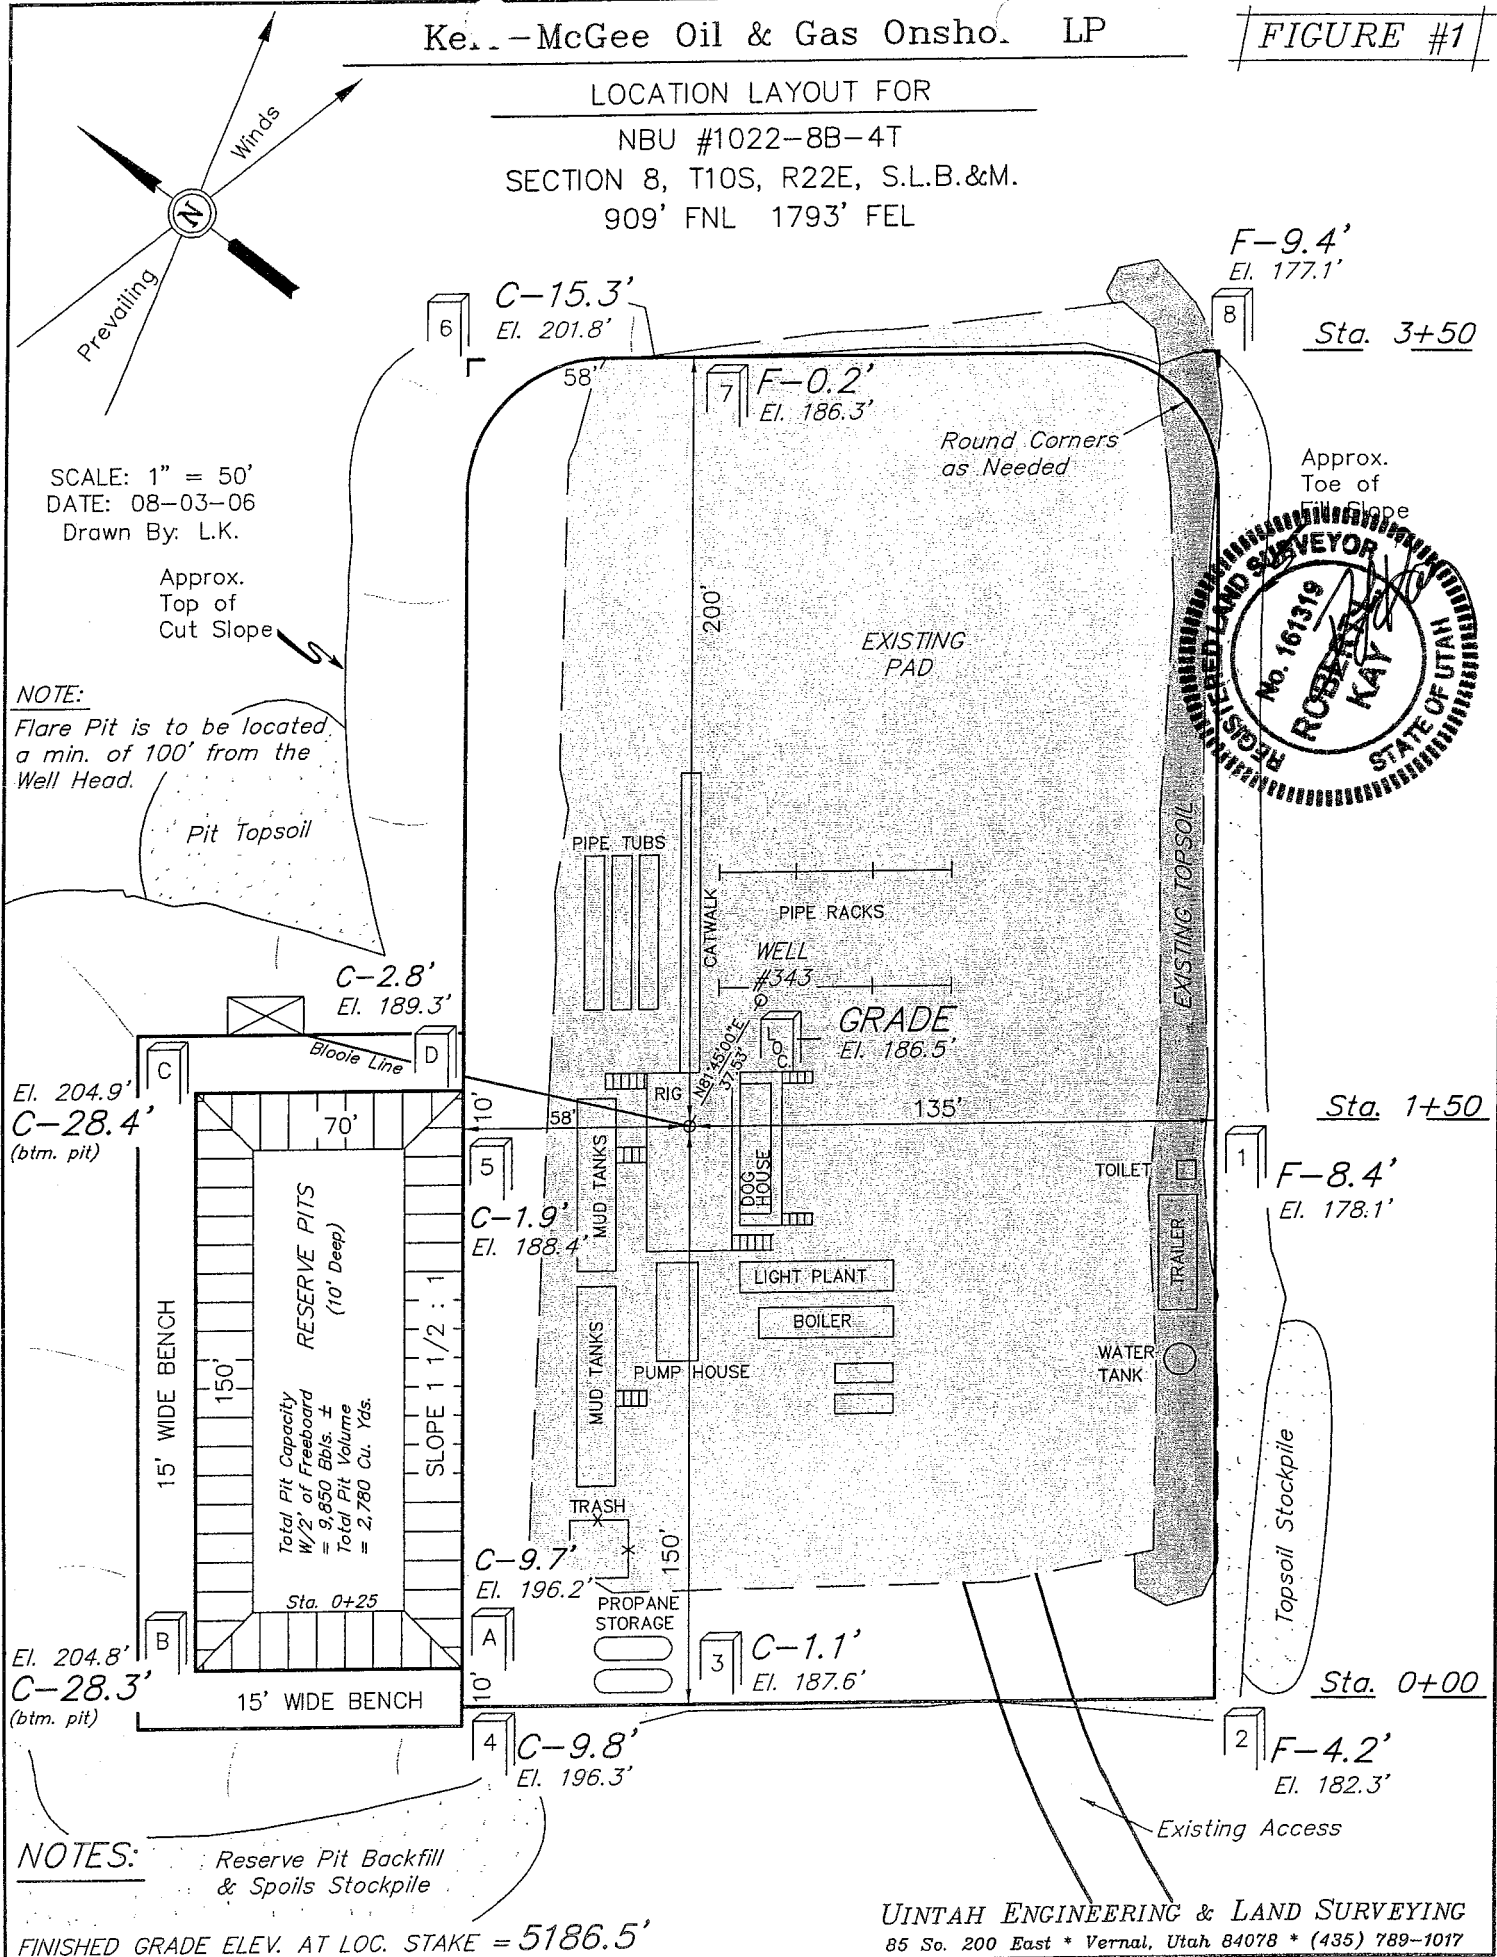 Ke...-McGee Oil & Gas Onsho. LP
FIGURE #1
LOCATION LAYOUT FOR
NBU #1022-8B-4T
SECTION 8, T10S, R22E, S.L.B.&M.
909' FNL 1793' FEL
Winds
N
Prevailing
F-9.4'
El. 177.1'
8
Sta. 3+50
6
C-15.3'
El. 201.8'
58'
7
F-0.2'
El. 186.3'
Round Corners
as Needed
SCALE: 1" = 50'
DATE: 08-03-06
Drawn By: L.K.
Approx.
Toe of
Fill Slope
REGISTERED LAND SURVEYOR
No. 161319
KAY
STATE OF UTAH
Approx.
Top of
Cut Slope
200'
EXISTING
PAD
NOTE:
Flare Pit is to be located
a min. of 100' from the
Well Head.
Pit Topsoil
PIPE TUBS
CATWALK
PIPE RACKS
EXISTING TOPSOIL
WELL
#343
C-2.8'
El. 189.3'
GRADE
El. 186.5'
LOC
N81°45'00"E
37.53'
Blooie Line
D
C
El. 204.9'
C-28.4'
(btm. pit)
70'
10'
58'
RIG
135'
Sta. 1+50
5
C-1.9'
El. 188.4'
MUD TANKS
DOG
HOUSE
TOILET
1
F-8.4'
El. 178.1'
TRAILER
RESERVE PITS
(10' Deep)
SLOPE 1 1/2 : 1
15' WIDE BENCH
150'
LIGHT PLANT
BOILER
MUD TANKS
PUMP HOUSE
WATER
TANK
Total Pit Capacity
W/2' of Freeboard
= 9,850 Bbls. ±
Total Pit Volume
= 2,780 Cu. Yds.
Topsoil Stockpile
TRASH
C-9.7'
El. 196.2'
150'
Sta. 0+25
PROPANE
STORAGE
B
A
El. 204.8'
C-28.3'
(btm. pit)
15' WIDE BENCH
10'
3
C-1.1'
El. 187.6'
Sta. 0+00
4
C-9.8'
El. 196.3'
2
F-4.2'
El. 182.3'
Existing Access
NOTES:
Reserve Pit Backfill
& Spoils Stockpile
FINISHED GRADE ELEV. AT LOC. STAKE = 5186.5'
UINTAH ENGINEERING & LAND SURVEYING
85 So. 200 East * Vernal, Utah 84078 * (435) 789-1017